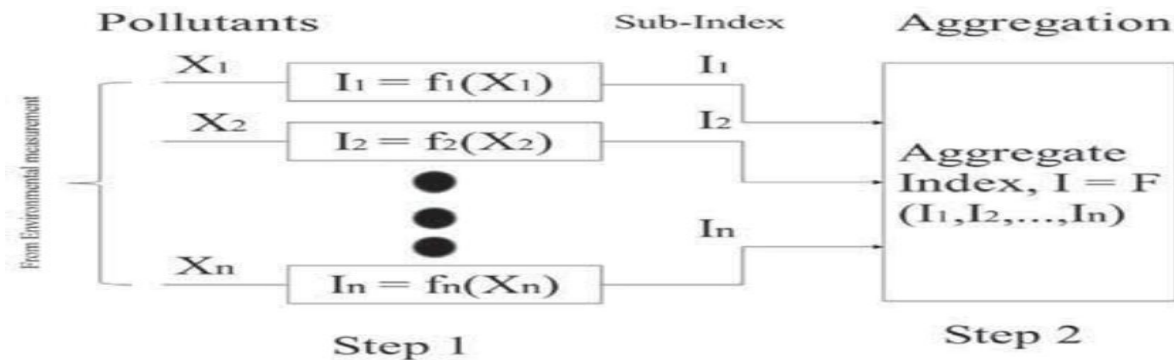 Pollutants
Sub-Index
Aggregation
From Environmental measurement
X1
I1 = f1(X1)
I1
X2
I2 = f2(X2)
I2
Xn
In = fn(Xn)
In
Aggregate
Index, I = F
(I1,I2,...,In)
Step 1
Step 2